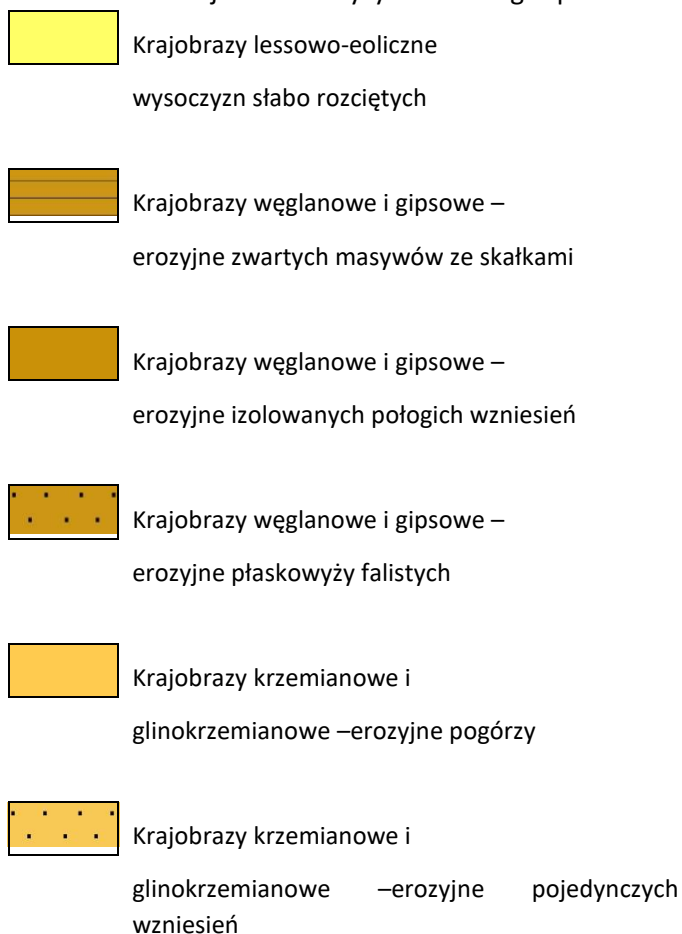 Krajobrazy lessowo-eoliczne
wysoczyzn słabo rozciętych
Krajobrazy węglanowe i gipsowe –
erozyjne zwartych masywów ze skałkami
Krajobrazy węglanowe i gipsowe –
erozyjne izolowanych połogich wzniesień
Krajobrazy węglanowe i gipsowe –
erozyjne płaskowyży falistych
Krajobrazy krzemianowe i
glinokrzemianowe –erozyjne pogórzy
Krajobrazy krzemianowe i
glinokrzemianowe –erozyjne pojedynczych
wzniesień